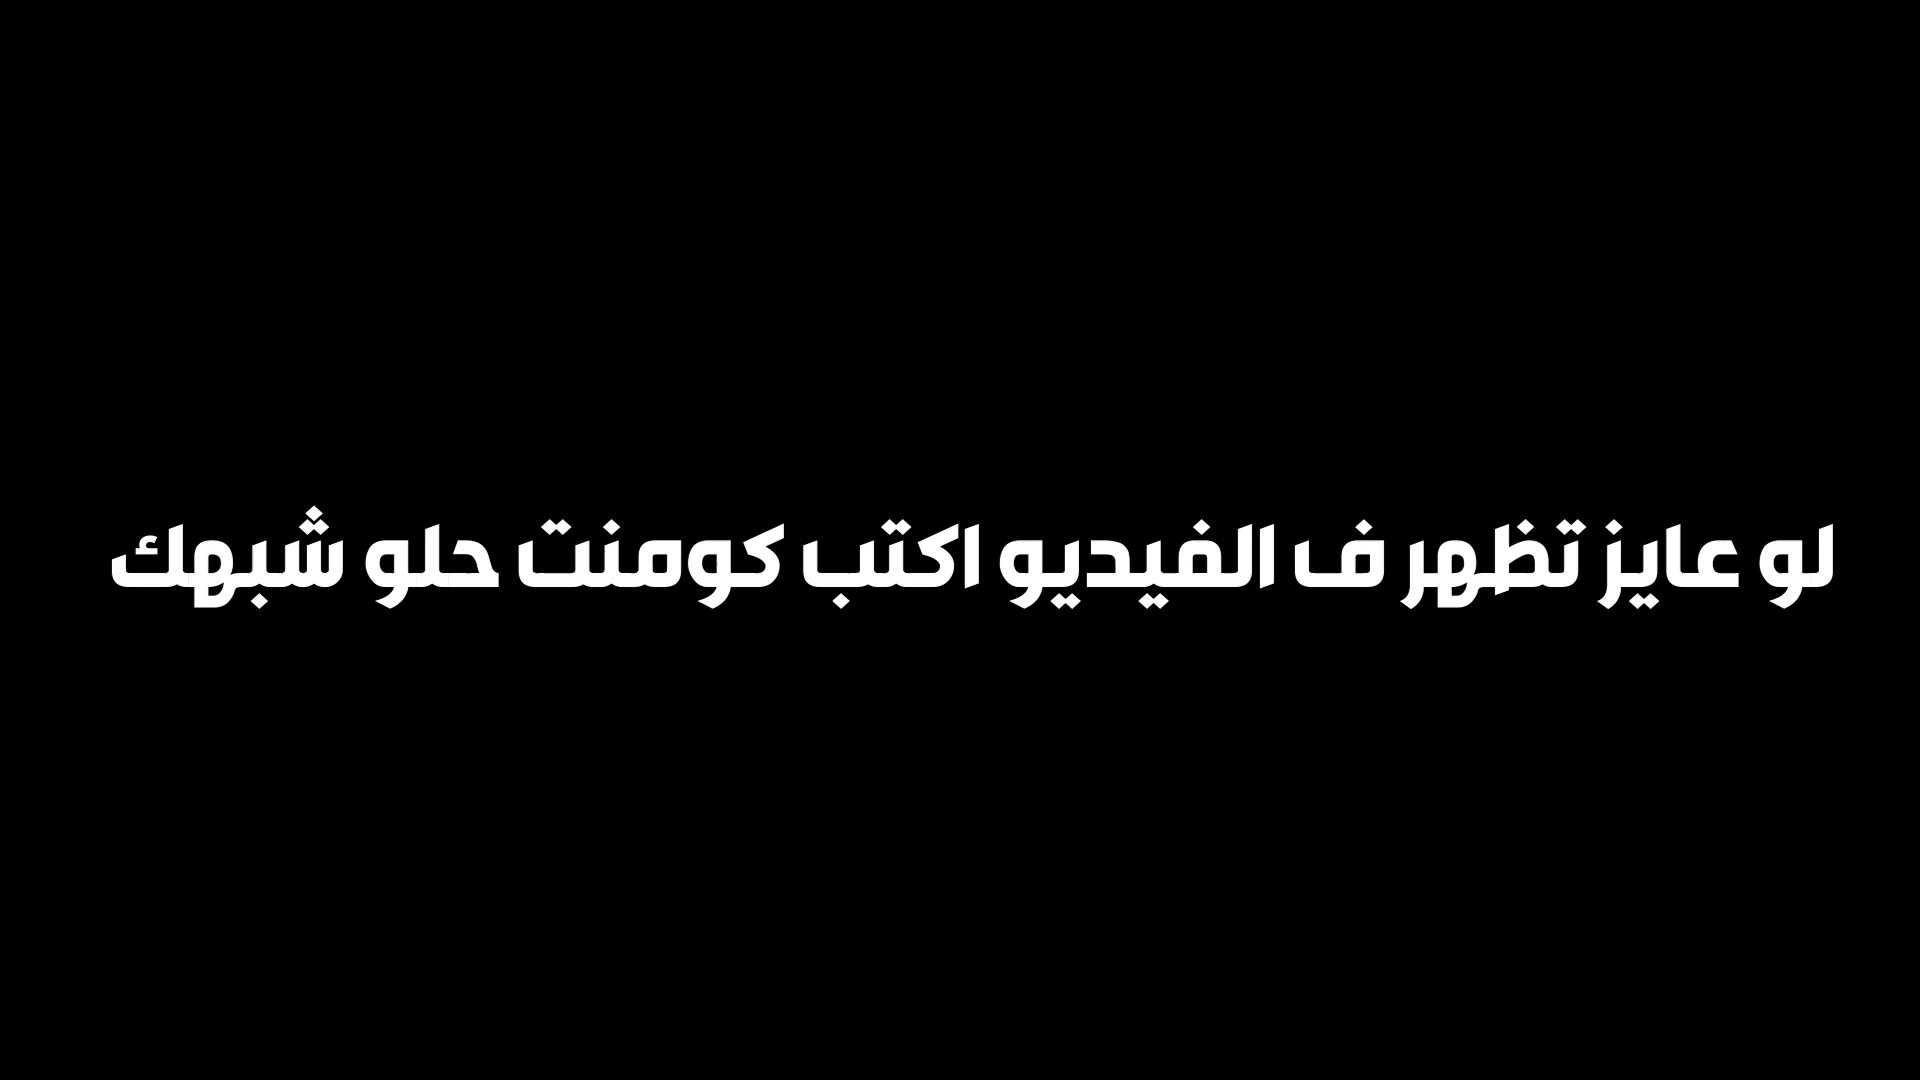 لو عايز تظهر ف الفيديو اكتب كومنت حلو شبهك